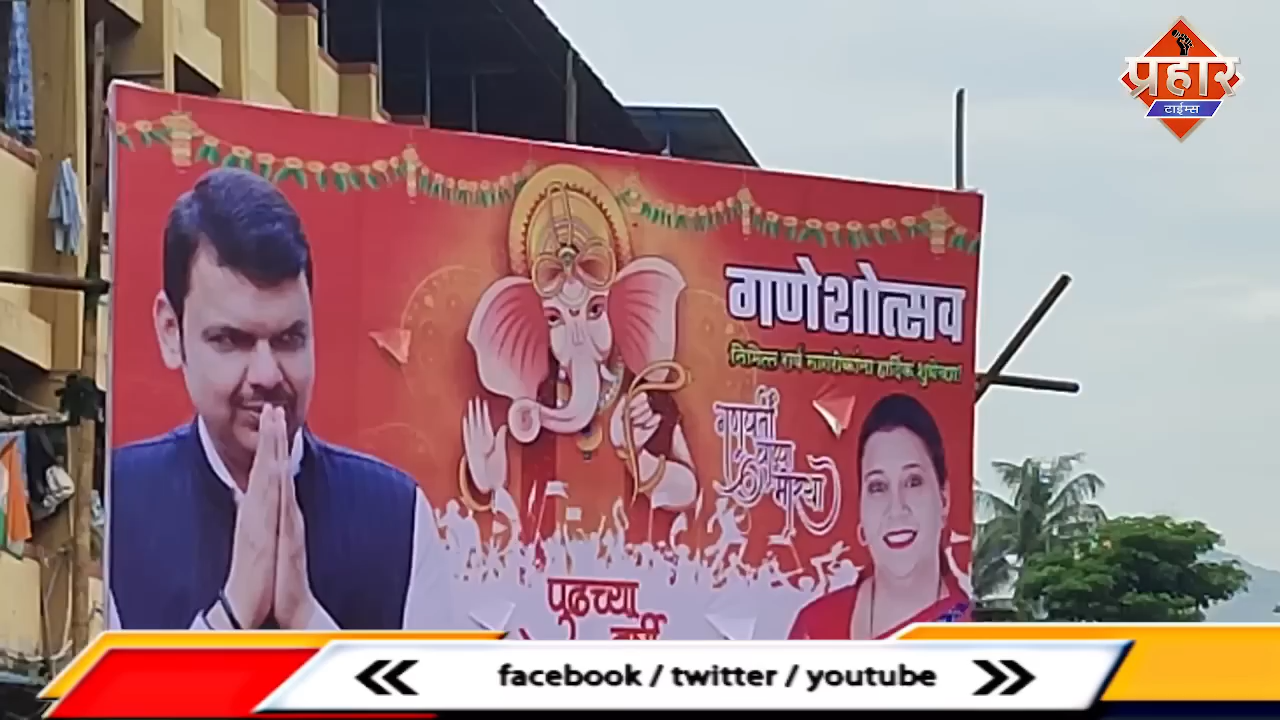 प्रहार
टाईम्स
गणेशोत्सव
निमित्त सर्व नागरीकांना हार्दिक शुभेच्छा!
गणपती
बाप्पा
मोरया
पुढच्या
वर्षी
facebook / twitter / youtube